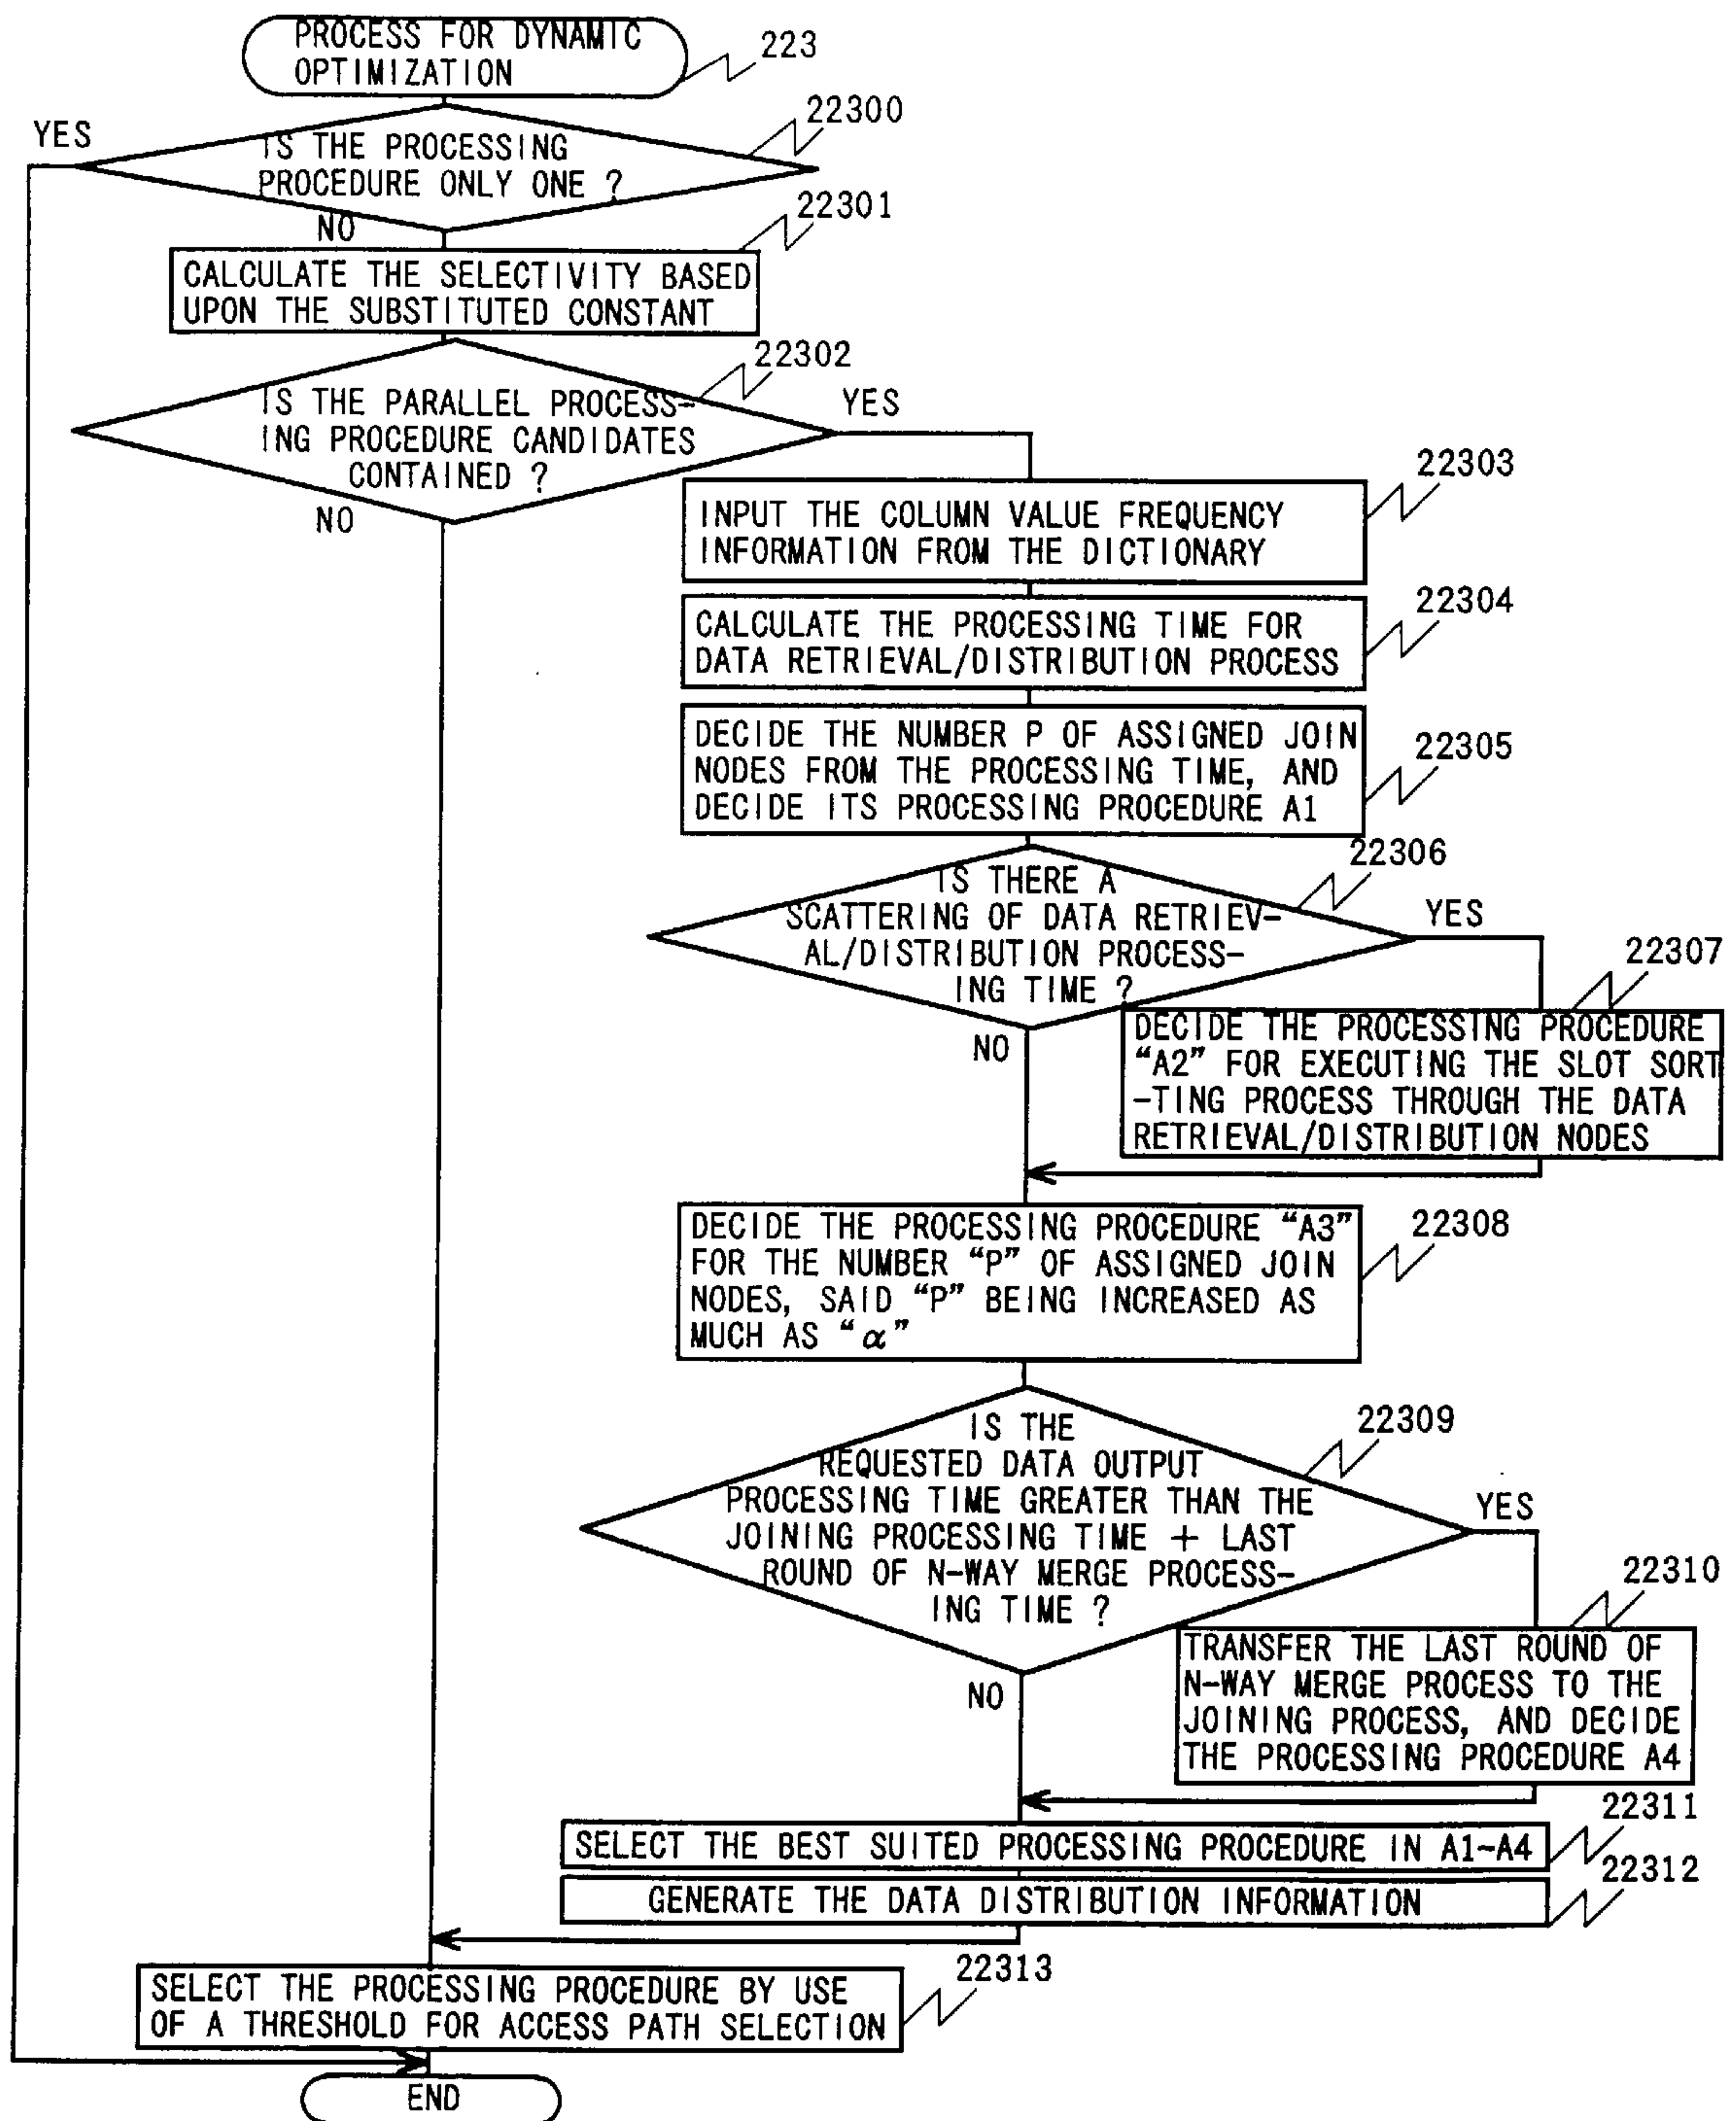 PROCESS FOR DYNAMIC
OPTIMIZATION
223
22300
YES
IS THE PROCESSING
PROCEDURE ONLY ONE ?
NO
22301
CALCULATE THE SELECTIVITY BASED
UPON THE SUBSTITUTED CONSTANT
22302
IS THE PARALLEL PROCESS-
ING PROCEDURE CANDIDATES
CONTAINED ?
YES
NO
22303
INPUT THE COLUMN VALUE FREQUENCY
INFORMATION FROM THE DICTIONARY
22304
CALCULATE THE PROCESSING TIME FOR
DATA RETRIEVAL/DISTRIBUTION PROCESS
22305
DECIDE THE NUMBER P OF ASSIGNED JOIN
NODES FROM THE PROCESSING TIME, AND
DECIDE ITS PROCESSING PROCEDURE A1
22306
IS THERE A
SCATTERING OF DATA RETRIEV-
AL/DISTRIBUTION PROCESS-
ING TIME ?
YES
NO
22307
DECIDE THE PROCESSING PROCEDURE
“A2” FOR EXECUTING THE SLOT SORT
-TING PROCESS THROUGH THE DATA
RETRIEVAL/DISTRIBUTION NODES
22308
DECIDE THE PROCESSING PROCEDURE “A3”
FOR THE NUMBER “P” OF ASSIGNED JOIN
NODES, SAID “P” BEING INCREASED AS
MUCH AS “α”
22309
IS THE
REQUESTED DATA OUTPUT
PROCESSING TIME GREATER THAN THE
JOINING PROCESSING TIME + LAST
ROUND OF N-WAY MERGE PROCESS-
ING TIME ?
YES
NO
22310
TRANSFER THE LAST ROUND OF
N-WAY MERGE PROCESS TO THE
JOINING PROCESS, AND DECIDE
THE PROCESSING PROCEDURE A4
22311
SELECT THE BEST SUITED PROCESSING PROCEDURE IN A1~A4
22312
GENERATE THE DATA DISTRIBUTION INFORMATION
22313
SELECT THE PROCESSING PROCEDURE BY USE
OF A THRESHOLD FOR ACCESS PATH SELECTION
END